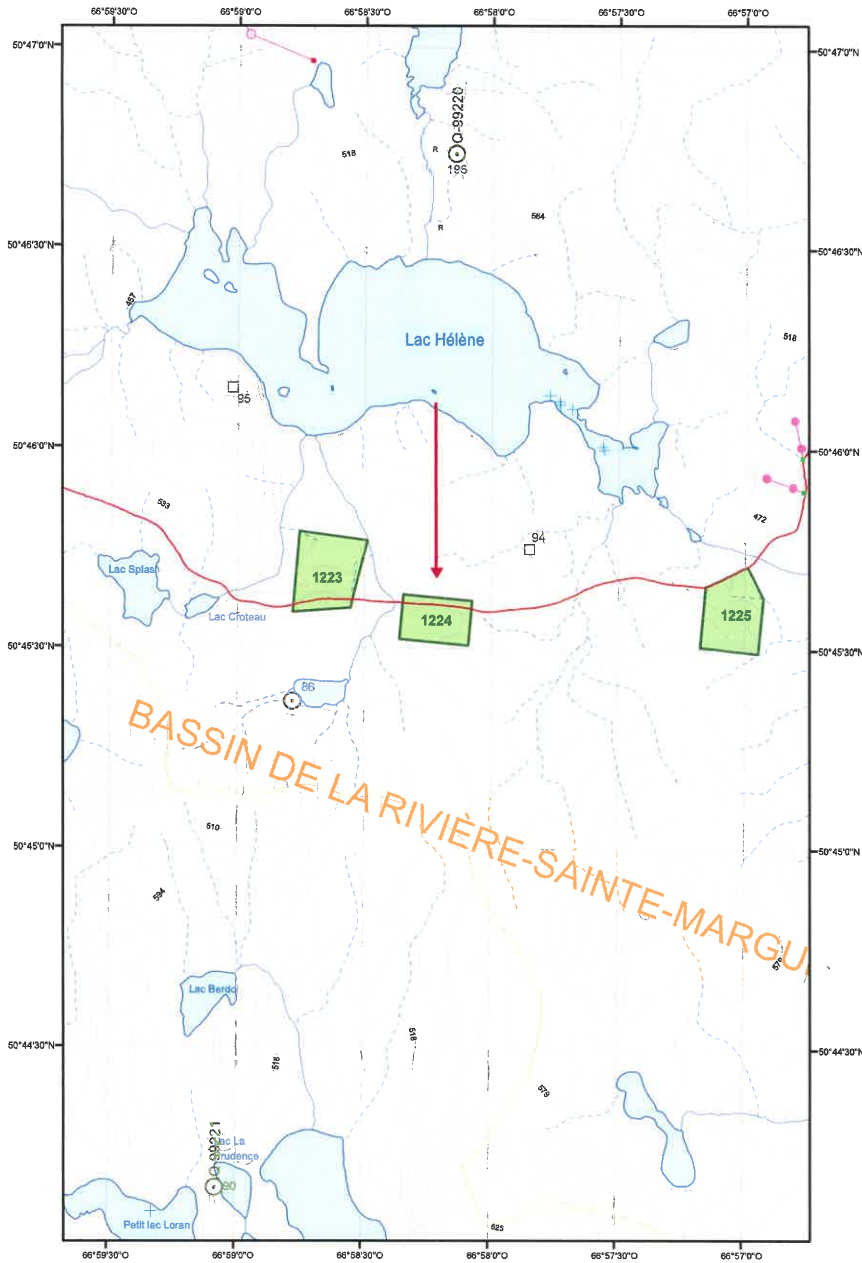 66°59'30"O 66°59'0"O 66°58'30"O 66°58'0"O 66°57'30"O 66°57'0"O
50°47'0"N
50°47'0"N
Q-99220
R
518
196
564
R
50°46'30"N
50°46'30"N
457
518
Lac Hélène
95
50°46'0"N
50°46'0"N
533
472
94
Lac Splash
1223
1224
1225
Lac Croteau
50°45'30"N
50°45'30"N
86
BASSIN DE LA RIVIÈRE-SAINTE-MARGU
510
50°45'0"N
50°45'0"N
594
579
Lac Berdo
50°44'30"N
50°44'30"N
518
518
579
Q-99221
Lac La
rudence
90
Petit lac Loran
625
66°59'30"O 66°59'0"O 66°58'30"O 66°58'0"O 66°57'30"O 66°57'0"O